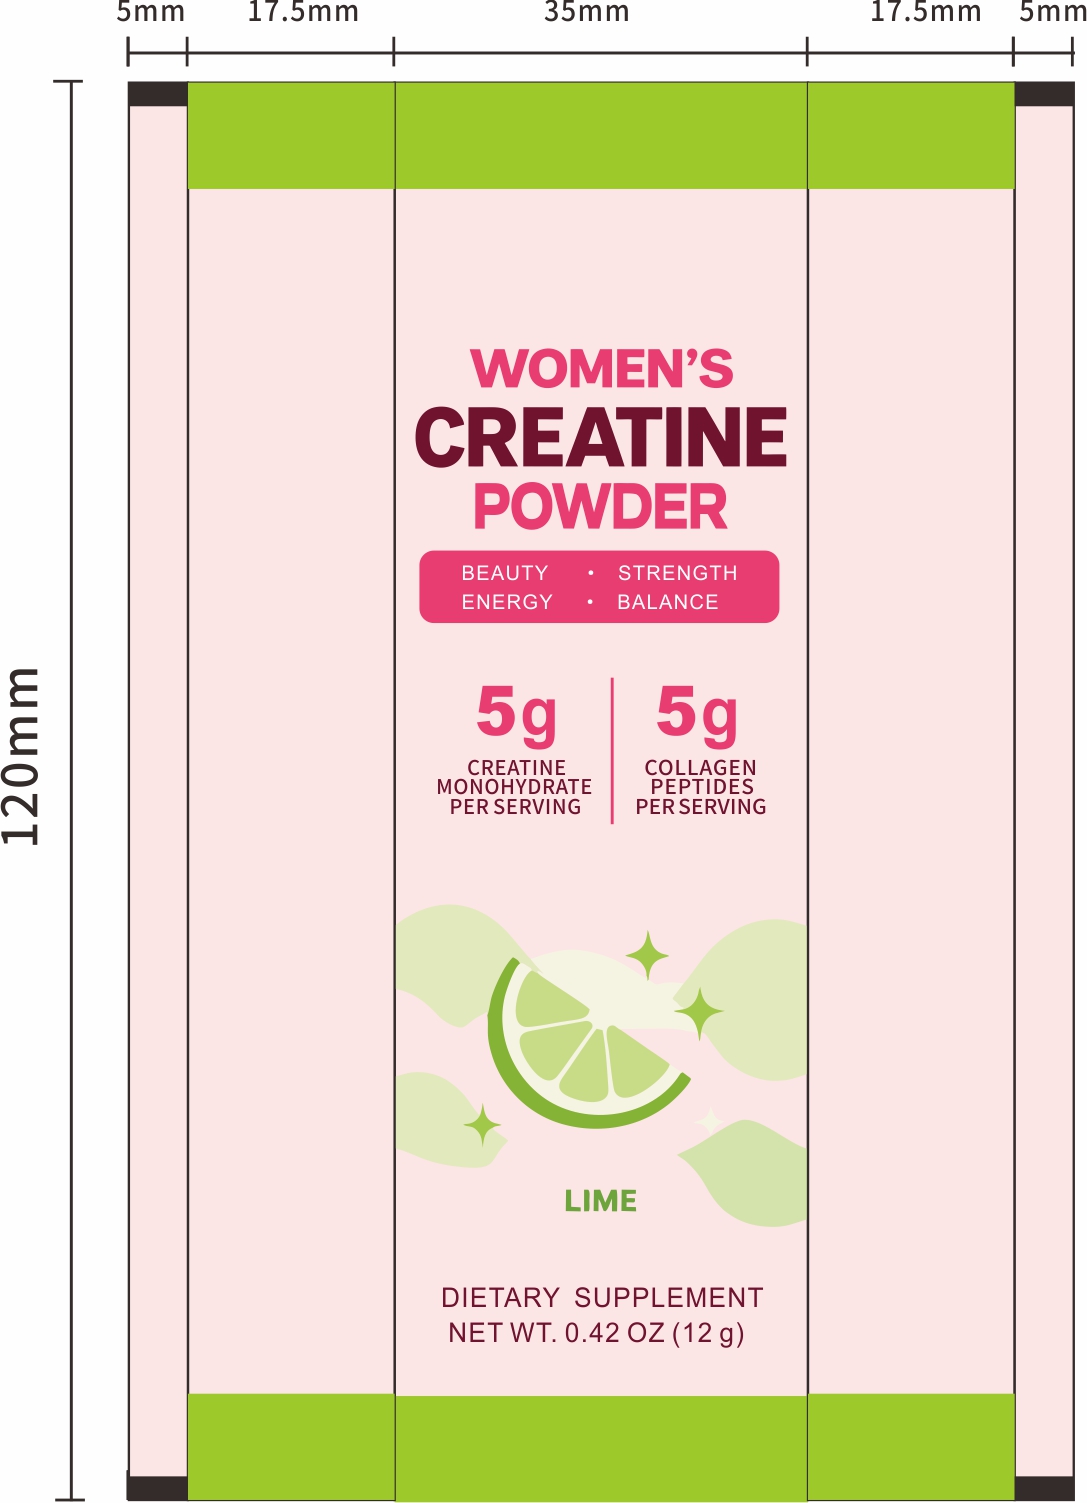 5mm 17.5mm 35mm 17.5mm 5mm
120mm
WOMEN’S
CREATINE
POWDER
BEAUTY • STRENGTH
ENERGY • BALANCE
5g 5g
CREATINE COLLAGEN
MONOHYDRATE PEPTIDES
PER SERVING PER SERVING
LIME
DIETARY SUPPLEMENT
NET WT. 0.42 OZ (12 g)